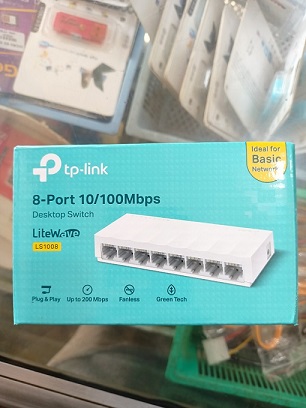 tp-link
Ideal for
Basic
Network
8-Port 10/100Mbps
Desktop Switch
LiteWave
LS1008
Plug & Play
Up to 200 Mbps
Fanless
Green Tech